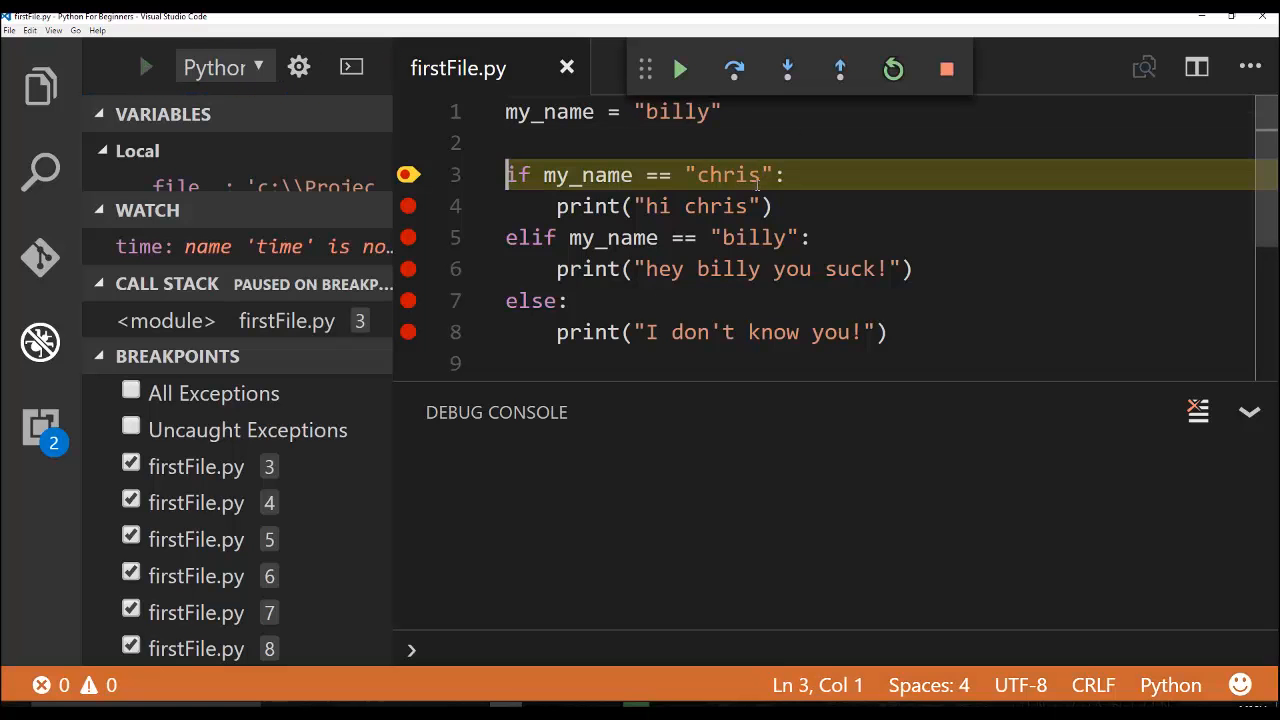 firstFile.py - Python For Beginners - Visual Studio Code
File Edit View Go Help
Python
firstFile.py
VARIABLES
Local
file : 'c:\\Projec
WATCH
time: name 'time' is no...
CALL STACK PAUSED ON BREAKP...
<module> firstFile.py 3
BREAKPOINTS
All Exceptions
Uncaught Exceptions
firstFile.py 3
firstFile.py 4
firstFile.py 5
firstFile.py 6
firstFile.py 7
firstFile.py 8
1 my_name = "billy"
2
3 if my_name == "chris":
4 print("hi chris")
5 elif my_name == "billy":
6 print("hey billy you suck!")
7 else:
8 print("I don't know you!")
9
DEBUG CONSOLE
2
0 0
Ln 3, Col 1 Spaces: 4 UTF-8 CRLF Python